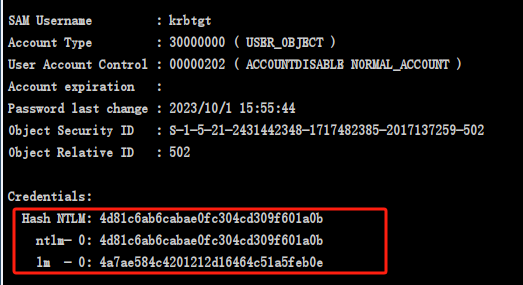 SAM Username : krbtgt
Account Type : 30000000 ( USER_OBJECT )
User Account Control : 00000202 ( ACCOUNTDISABLE NORMAL_ACCOUNT )
Account expiration :
Password last change : 2023/10/1 15:55:44
Object Security ID : S-1-5-21-2431442348-1717482385-2017137259-502
Object Relative ID : 502
Credentials:
Hash NTLM: 4d81c6ab6cabae0fc304cd309f601a0b
ntlm- 0: 4d81c6ab6cabae0fc304cd309f601a0b
lm - 0: 4a7ae584c4201212d16464c51a5feb0e